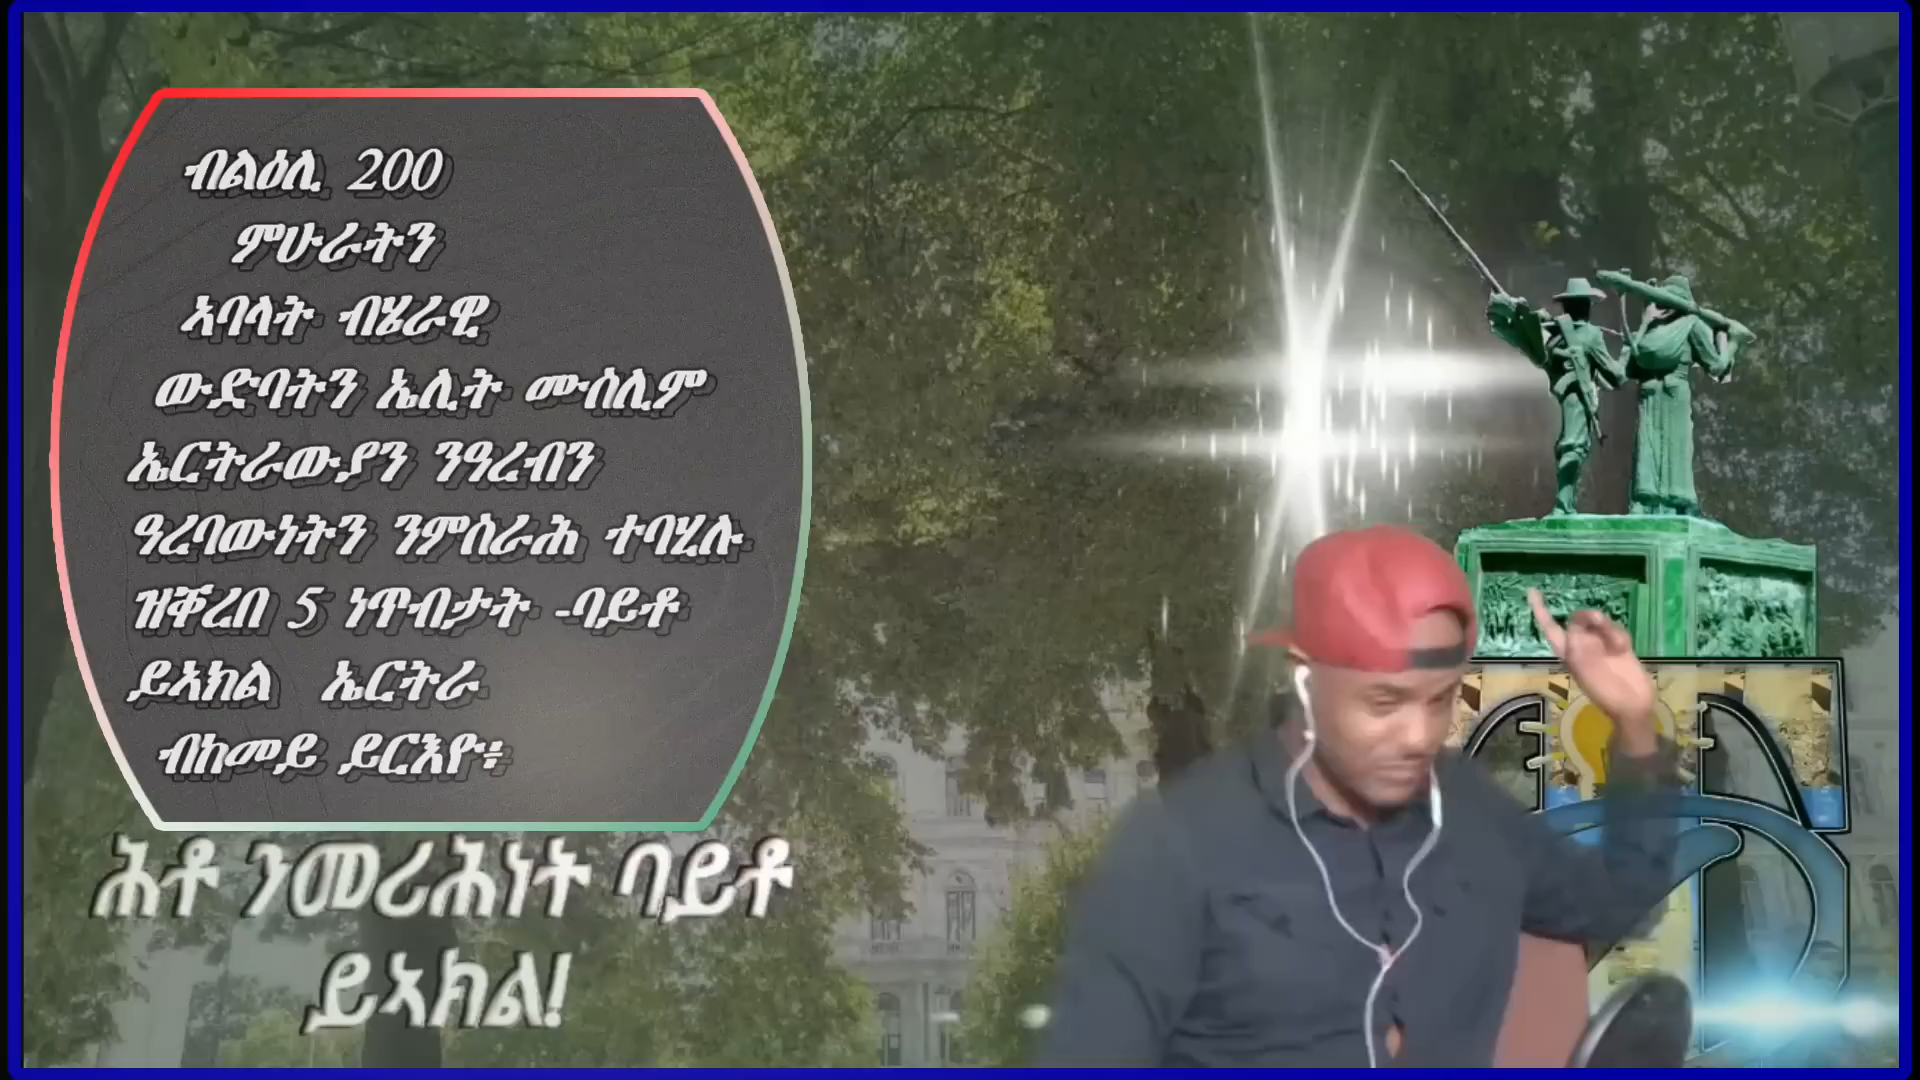 ብልዕሊ 200
ምሁራትን
ኣባላት ብሄራዊ
ውድባትን ኤሊት ሙስሊም
ኤርትራውያን ንዓረብን
ዓረባውነትን ንምስራሕ ተባሂሉ
ዝቐረበ 5 ነጥብታት -ባይቶ
ይኣክል ኤርትራ
ብከመይ ይርእዮ፧
ሕቶ ንመሪሕነት ባይቶ
ይኣክል!